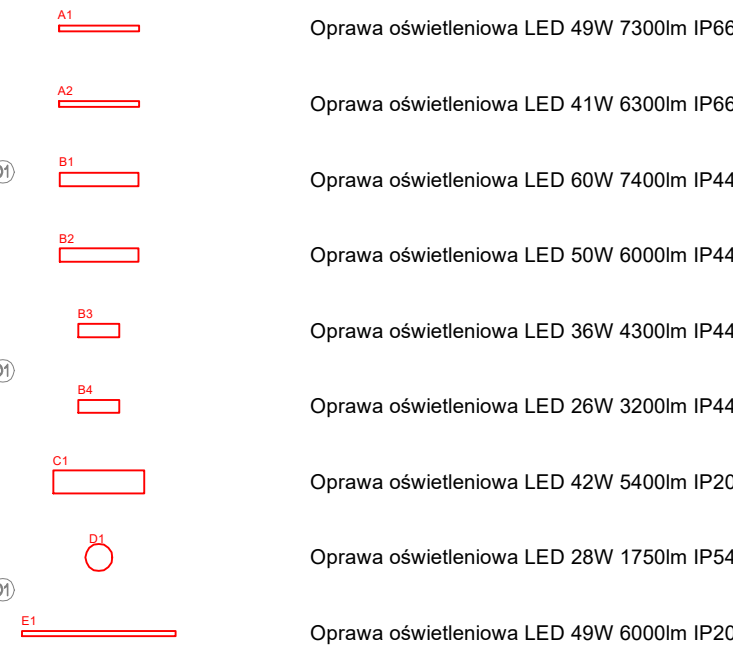 A1
Oprawa oświetleniowa LED 49W 7300lm IP66
A2
Oprawa oświetleniowa LED 41W 6300lm IP66
B1
Oprawa oświetleniowa LED 60W 7400lm IP44
B2
Oprawa oświetleniowa LED 50W 6000lm IP44
B3
Oprawa oświetleniowa LED 36W 4300lm IP44
B4
Oprawa oświetleniowa LED 26W 3200lm IP44
C1
Oprawa oświetleniowa LED 42W 5400lm IP20
D1
Oprawa oświetleniowa LED 28W 1750lm IP54
E1
Oprawa oświetleniowa LED 49W 6000lm IP20